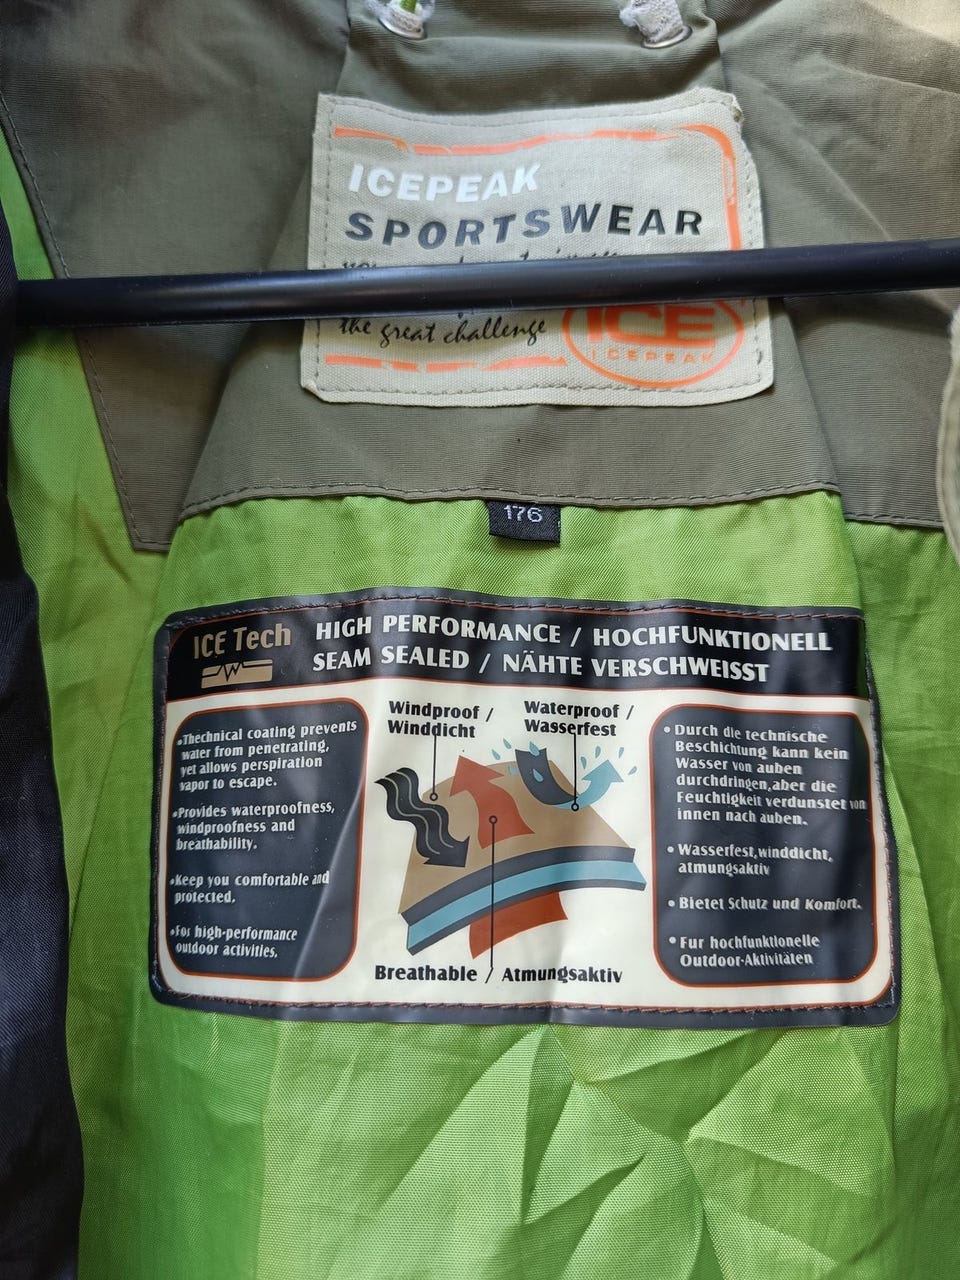 ICEPEAK
SPORTSWEAR
the great challenge
ICE
ICEPEAK
176
ICE Tech
HIGH PERFORMANCE / HOCHFUNKTIONELL
SEAM SEALED / NÄHTE VERSCHWEISST
•Thechnical coating prevents
water from penetrating,
yet allows perspiration
vapor to escape.
•Provides waterproofness,
windproofness and
breathability.
•Keep you comfortable and
protected.
•For high-performance
outdoor activities.
Windproof /
Winddicht
Waterproof /
Wasserfest
Breathable / Atmungsaktiv
• Durch die technische
Beschichtung kann kein
Wasser von auben
durchdringen,aber die
Feuchtigkeit verdunstet von
innen nach auben.
• Wasserfest,winddicht,
atmungsaktiv
• Bietet Schutz und Komfort.
• Fur hochfunktionelle
Outdoor-Aktivitäten